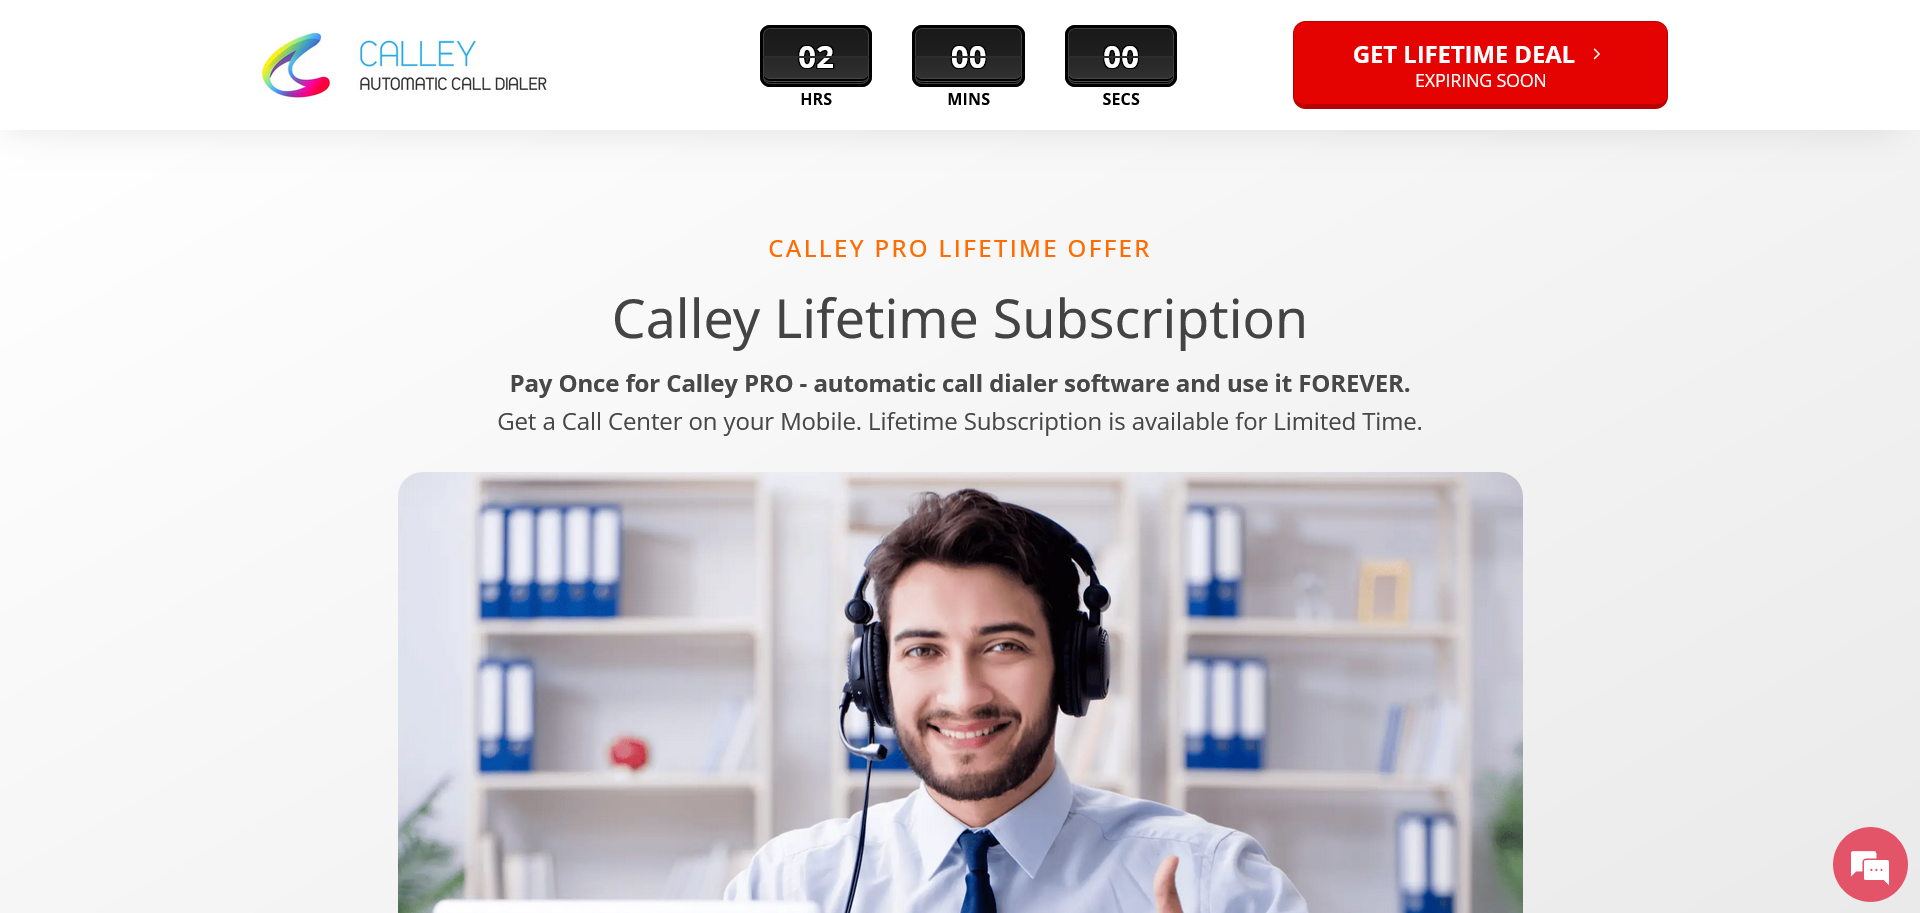 CALLEY
AUTOMATIC CALL DIALER
02
HRS
00
MINS
00
SECS
GET LIFETIME DEAL
EXPIRING SOON
CALLEY PRO LIFETIME OFFER
Calley Lifetime Subscription
Pay Once for Calley PRO - automatic call dialer software and use it FOREVER.
Get a Call Center on your Mobile. Lifetime Subscription is available for Limited Time.